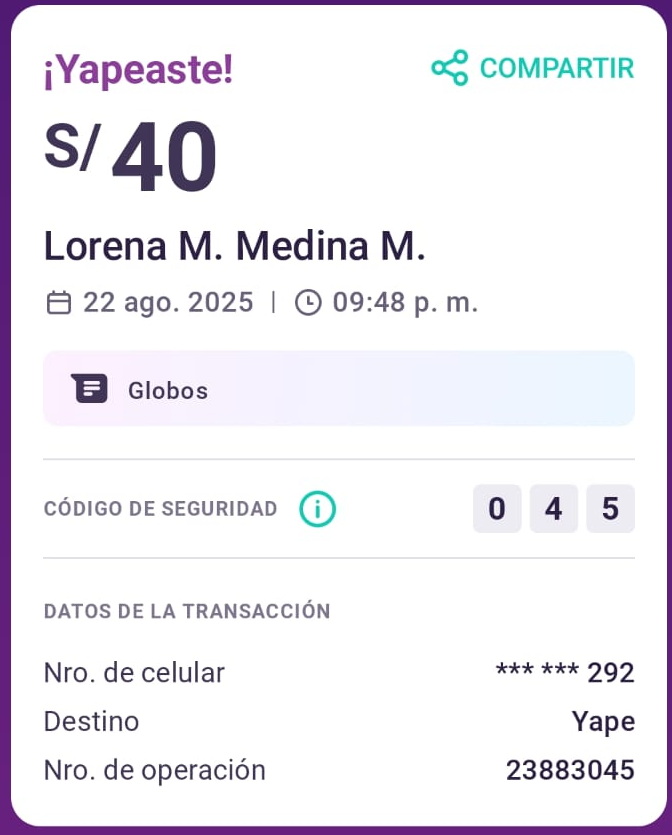 ¡Yapeaste!
COMPARTIR
S/ 40
Lorena M. Medina M.
22 ago. 2025 | 09:48 p. m.
Globos
CÓDIGO DE SEGURIDAD
0 4 5
DATOS DE LA TRANSACCIÓN
Nro. de celular *** *** 292
Destino Yape
Nro. de operación 23883045